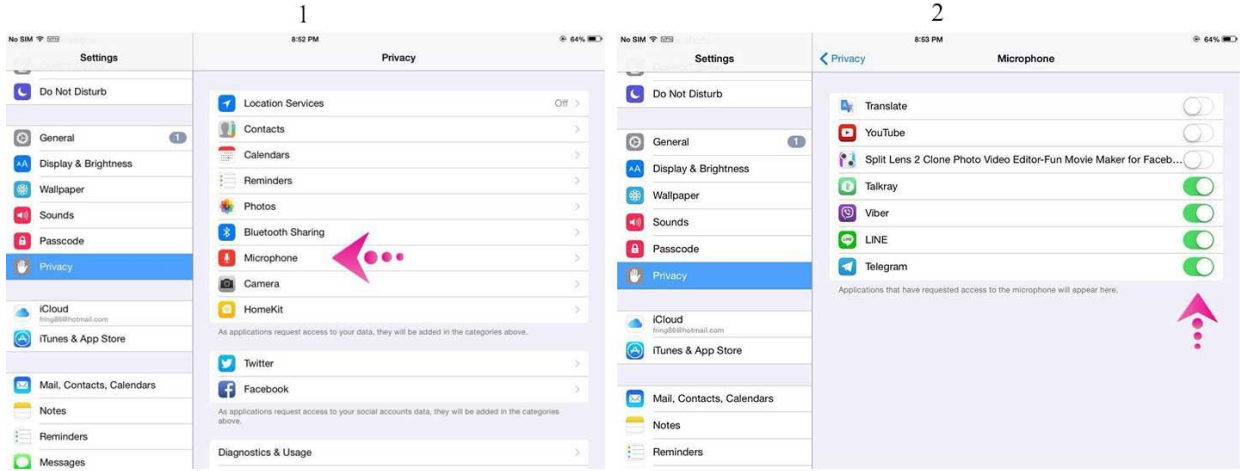 1
No SIM
8:52 PM
64%
Settings
Privacy
Do Not Disturb
General
1
Display & Brightness
Wallpaper
Sounds
Passcode
Privacy
iCloud
fring86@hotmail.com
iTunes & App Store
Mail, Contacts, Calendars
Notes
Reminders
Messages
Location Services
Off
Contacts
Calendars
Reminders
Photos
Bluetooth Sharing
Microphone
Camera
HomeKit
As applications request access to your data, they will be added in the categories above.
Twitter
Facebook
As applications request access to your social accounts data, they will be added in the categories
above.
Diagnostics & Usage
2
No SIM
8:53 PM
64%
Settings
Privacy
Microphone
Do Not Disturb
General
1
Display & Brightness
Wallpaper
Sounds
Passcode
Privacy
iCloud
fring86@hotmail.com
iTunes & App Store
Mail, Contacts, Calendars
Notes
Reminders
Translate
YouTube
Split Lens 2 Clone Photo Video Editor-Fun Movie Maker for Faceb...
Talkray
Viber
LINE
Telegram
Applications that have requested access to the microphone will appear here.